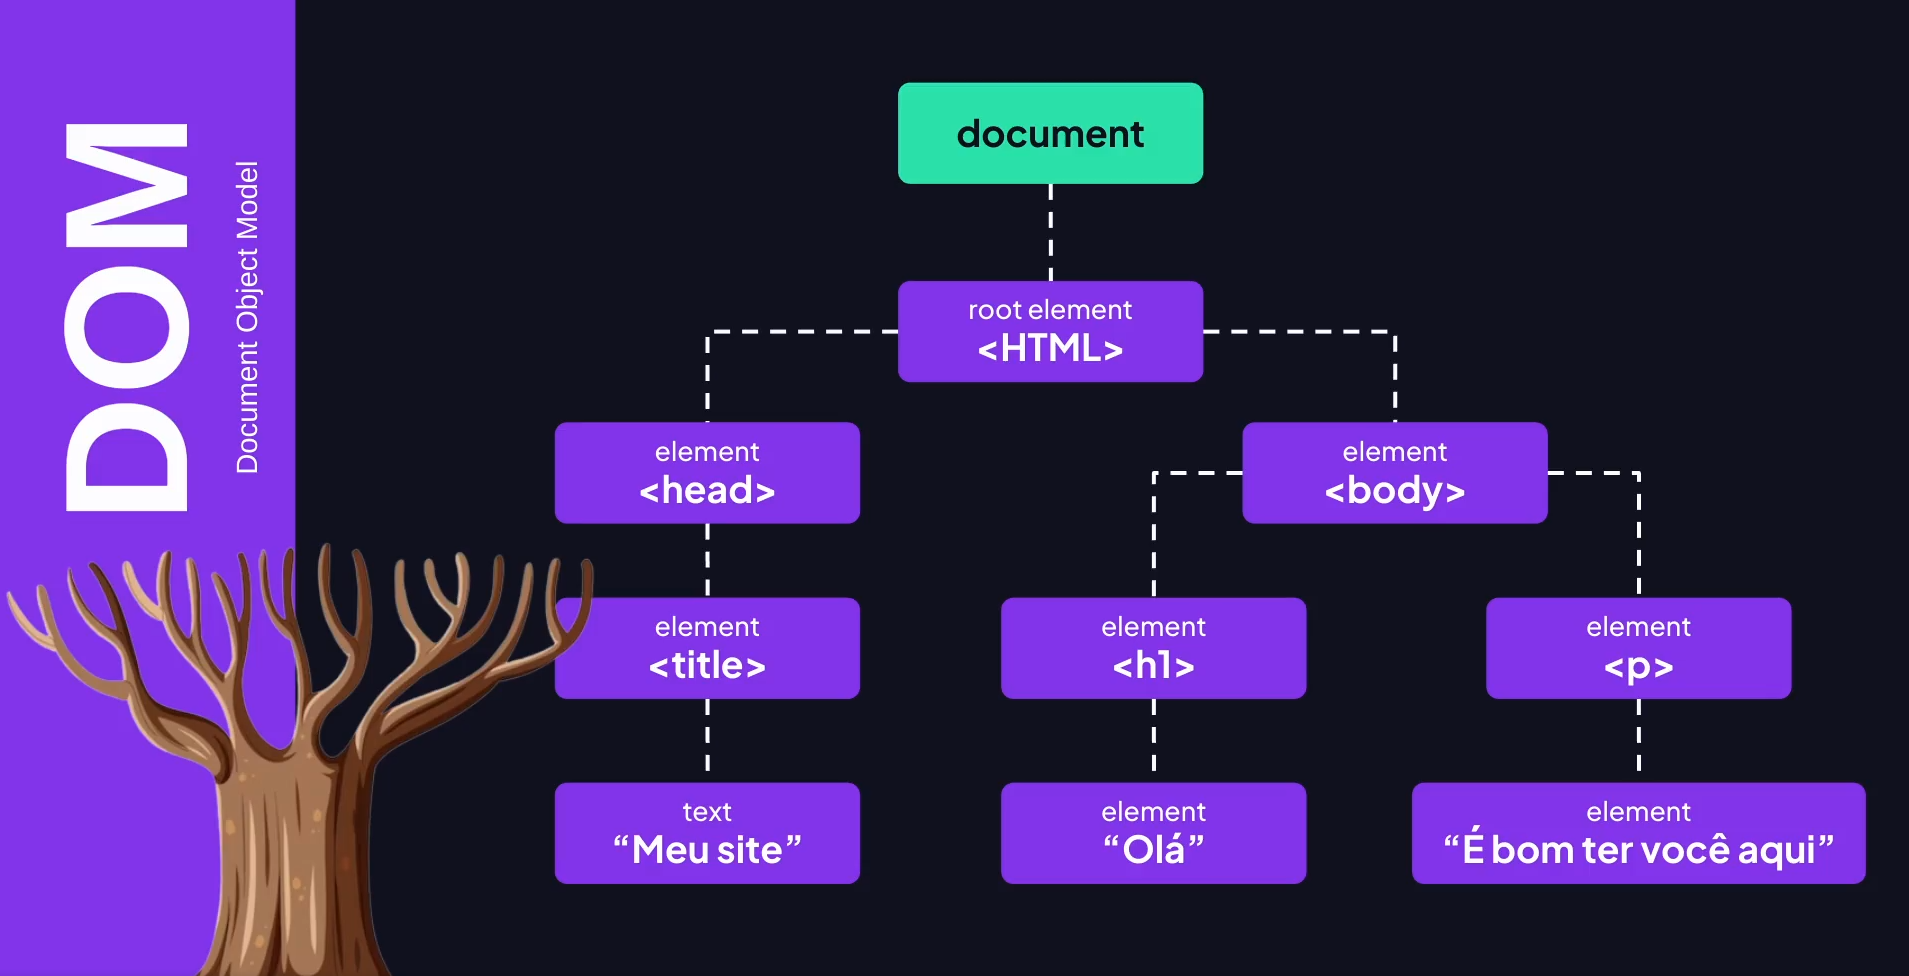 DOM
Document Object Model
document
root element
<HTML>
element
<head>
element
<body>
element
<title>
element
<h1>
element
<p>
text
“Meu site”
element
“Olá”
element
“É bom ter você aqui”